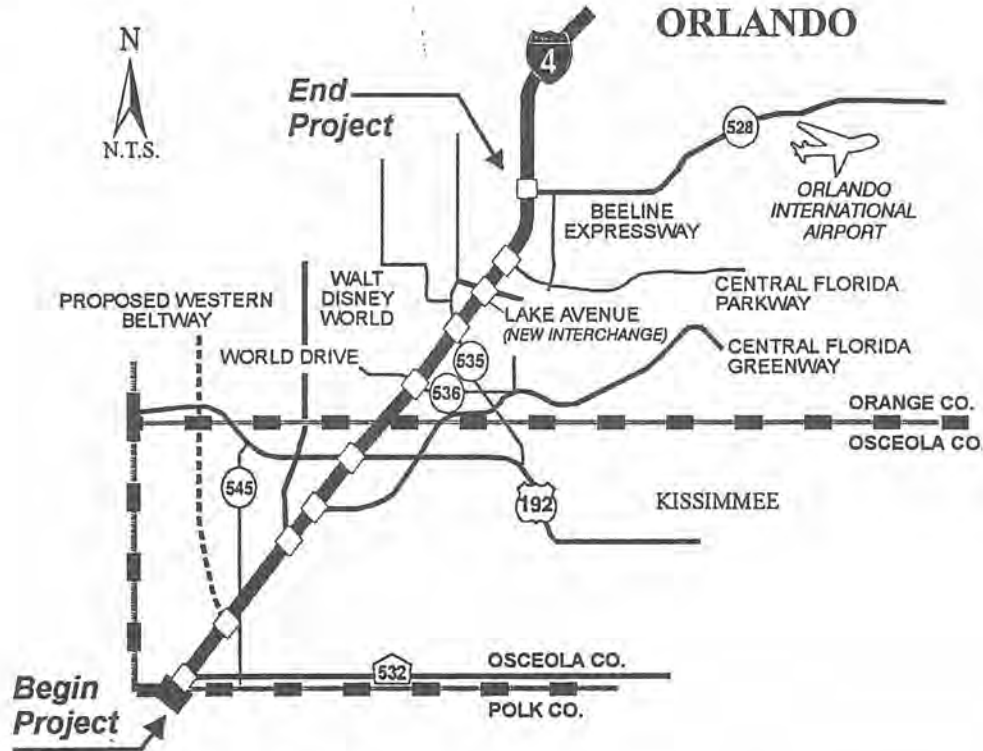 ORLANDO
N
N.T.S.
4
End
Project
528
ORLANDO
INTERNATIONAL
AIRPORT
BEELINE
EXPRESSWAY
WALT
DISNEY
WORLD
PROPOSED WESTERN
BELTWAY
CENTRAL FLORIDA
PARKWAY
LAKE AVENUE
(NEW INTERCHANGE)
WORLD DRIVE
535
536
CENTRAL FLORIDA
GREENWAY
ORANGE CO.
OSCEOLA CO.
545
192
KISSIMMEE
532
OSCEOLA CO.
POLK CO.
Begin
Project